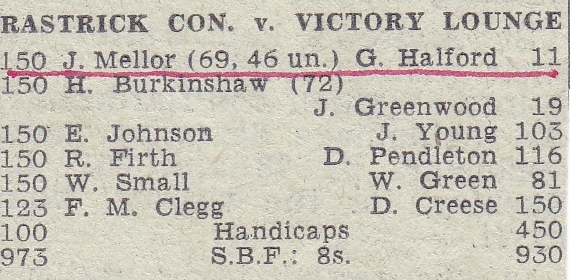 RASTRICK CON. v. VICTORY LOUNGE
150 J. Mellor (69, 46 un.) G. Halford 11
150 H. Burkinshaw (72)
J. Greenwood 19
150 E. Johnson J. Young 103
150 R. Firth D. Pendleton 116
150 W. Small W. Green 81
123 F. M. Clegg D. Creese 150
100 Handicaps 450
973 S.B.F.: 8s. 930